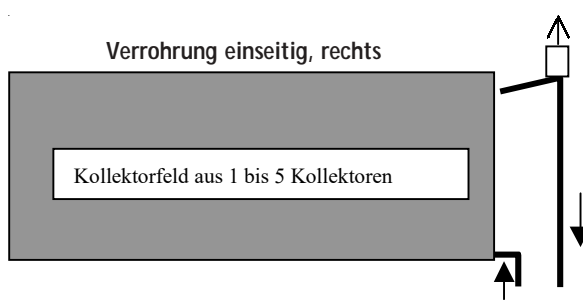 Verrohrung einseitig, rechts
Kollektorfeld aus 1 bis 5 Kollektoren